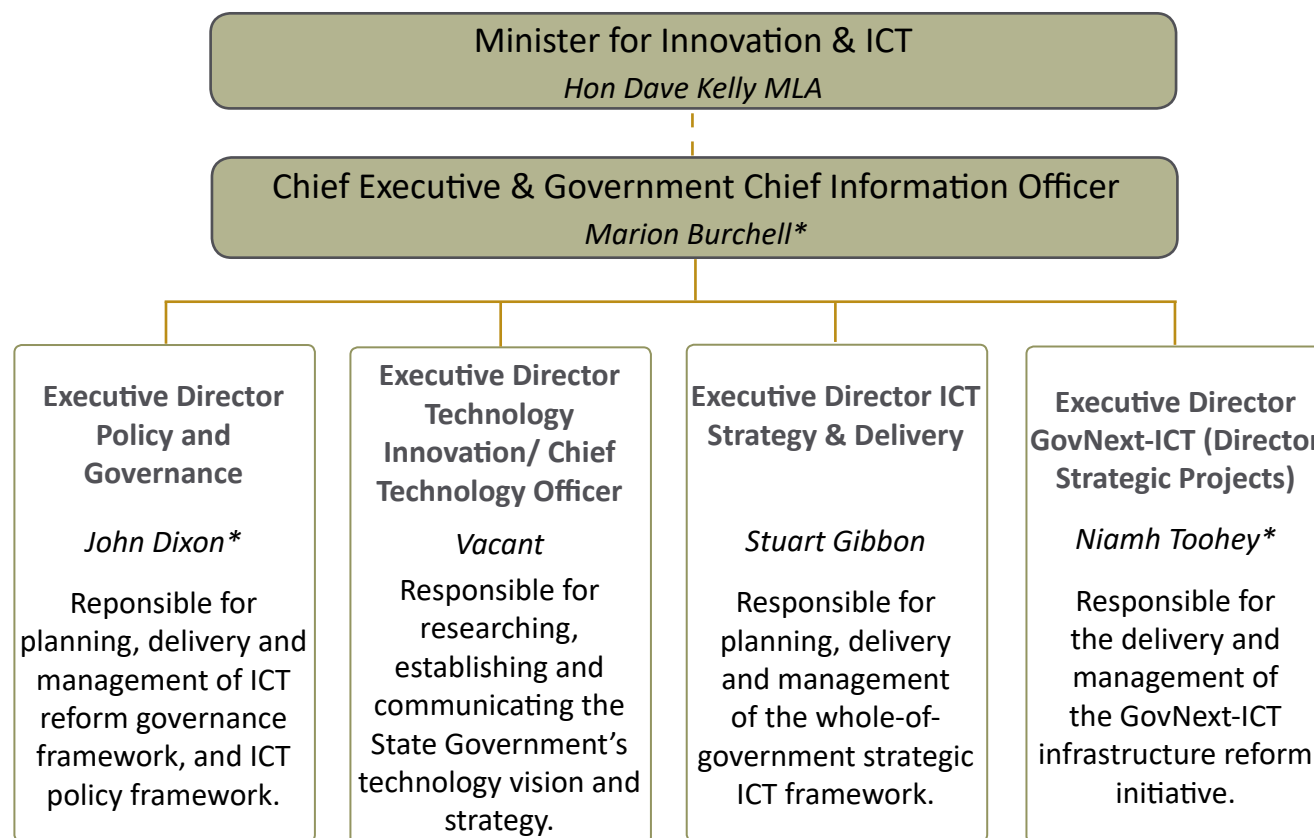 Minister for Innovation & ICT
Hon Dave Kelly MLA
Chief Executive & Government Chief Information Officer
Marion Burchell*
Executive Director
Policy and
Governance
John Dixon*
Reponsible for
planning, delivery and
management of ICT
reform governance
framework, and ICT
policy framework.
Executive Director
Technology
Innovation/ Chief
Technology Officer
Vacant
Responsible for
researching,
establishing and
communicating the
State Government’s
technology vision and
strategy.
Executive Director ICT
Strategy & Delivery
Stuart Gibbon
Responsible for
planning, delivery
and management
of the whole-of-
government strategic
ICT framework.
Executive Director
GovNext-ICT (Director
Strategic Projects)
Niamh Toohey*
Responsible for
the delivery and
management of
the GovNext-ICT
infrastructure reform
initiative.